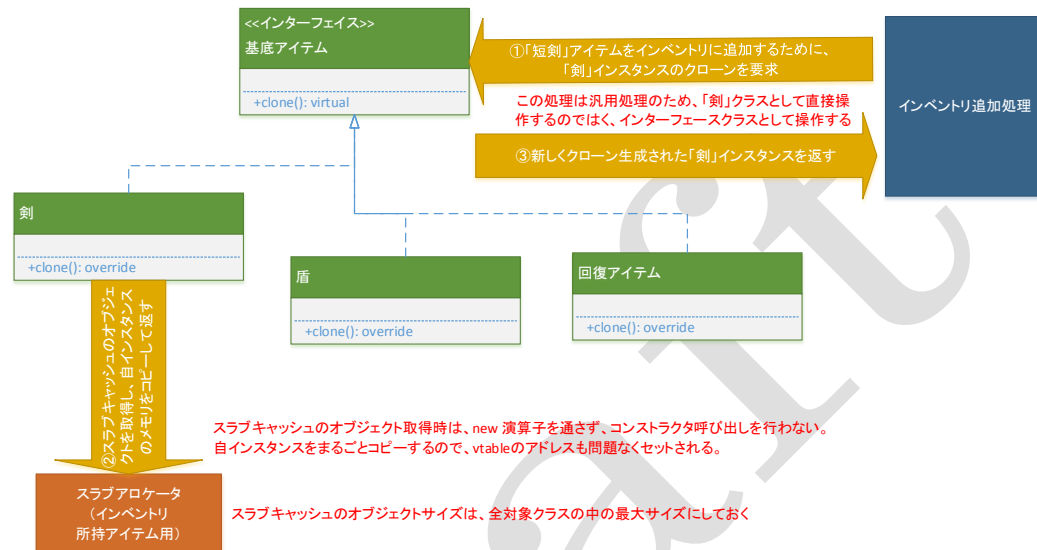 <<インターフェイス>>
基底アイテム
+clone(): virtual
①「短剣」アイテムをインベントリに追加するために、
「剣」インスタンスのクローンを要求
この処理は汎用処理のため、「剣」クラスとして直接操
作するのではく、インターフェースクラスとして操作する
③新しくクローン生成された「剣」インスタンスを返す
インベントリ追加処理
剣
+clone(): override
盾
+clone(): override
回復アイテム
+clone(): override
②スラブキャッシュのオブジェ
クトを取得し、自インスタンス
のメモリをコピーして返す
スラブキャッシュのオブジェクト取得時は、new 演算子を通さず、コンストラクタ呼び出しを行わない。
自インスタンスをまるごとコピーするので、vtableのアドレスも問題なくセットされる。
スラブアロケータ
(インベントリ
所持アイテム用)
スラブキャッシュのオブジェクトサイズは、全対象クラスの中の最大サイズにしておく